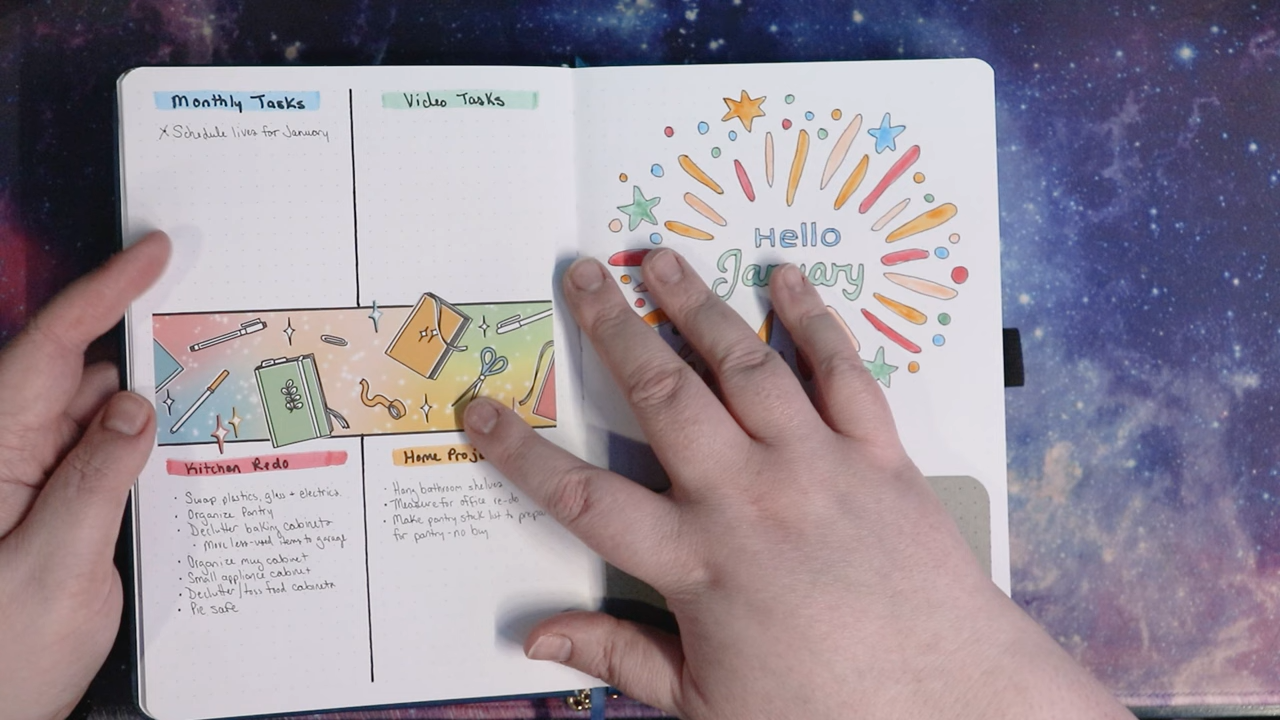 Monthly Tasks
x Schedule lives for January
Video Tasks
Kitchen Redo
• Swap plastics, glass + electrics.
• Organize Pantry
• Declutter baking cabinets
• Move less-used items to garage
• Organize mug cabinet
• Small appliance cabinet
• Declutter/toss food cabinets
• Pie safe
Home Proje
• Hang bathroom shelves
• Measure for office re-do
• Make pantry stock list to prepar
for pantry-no buy
Hello
January